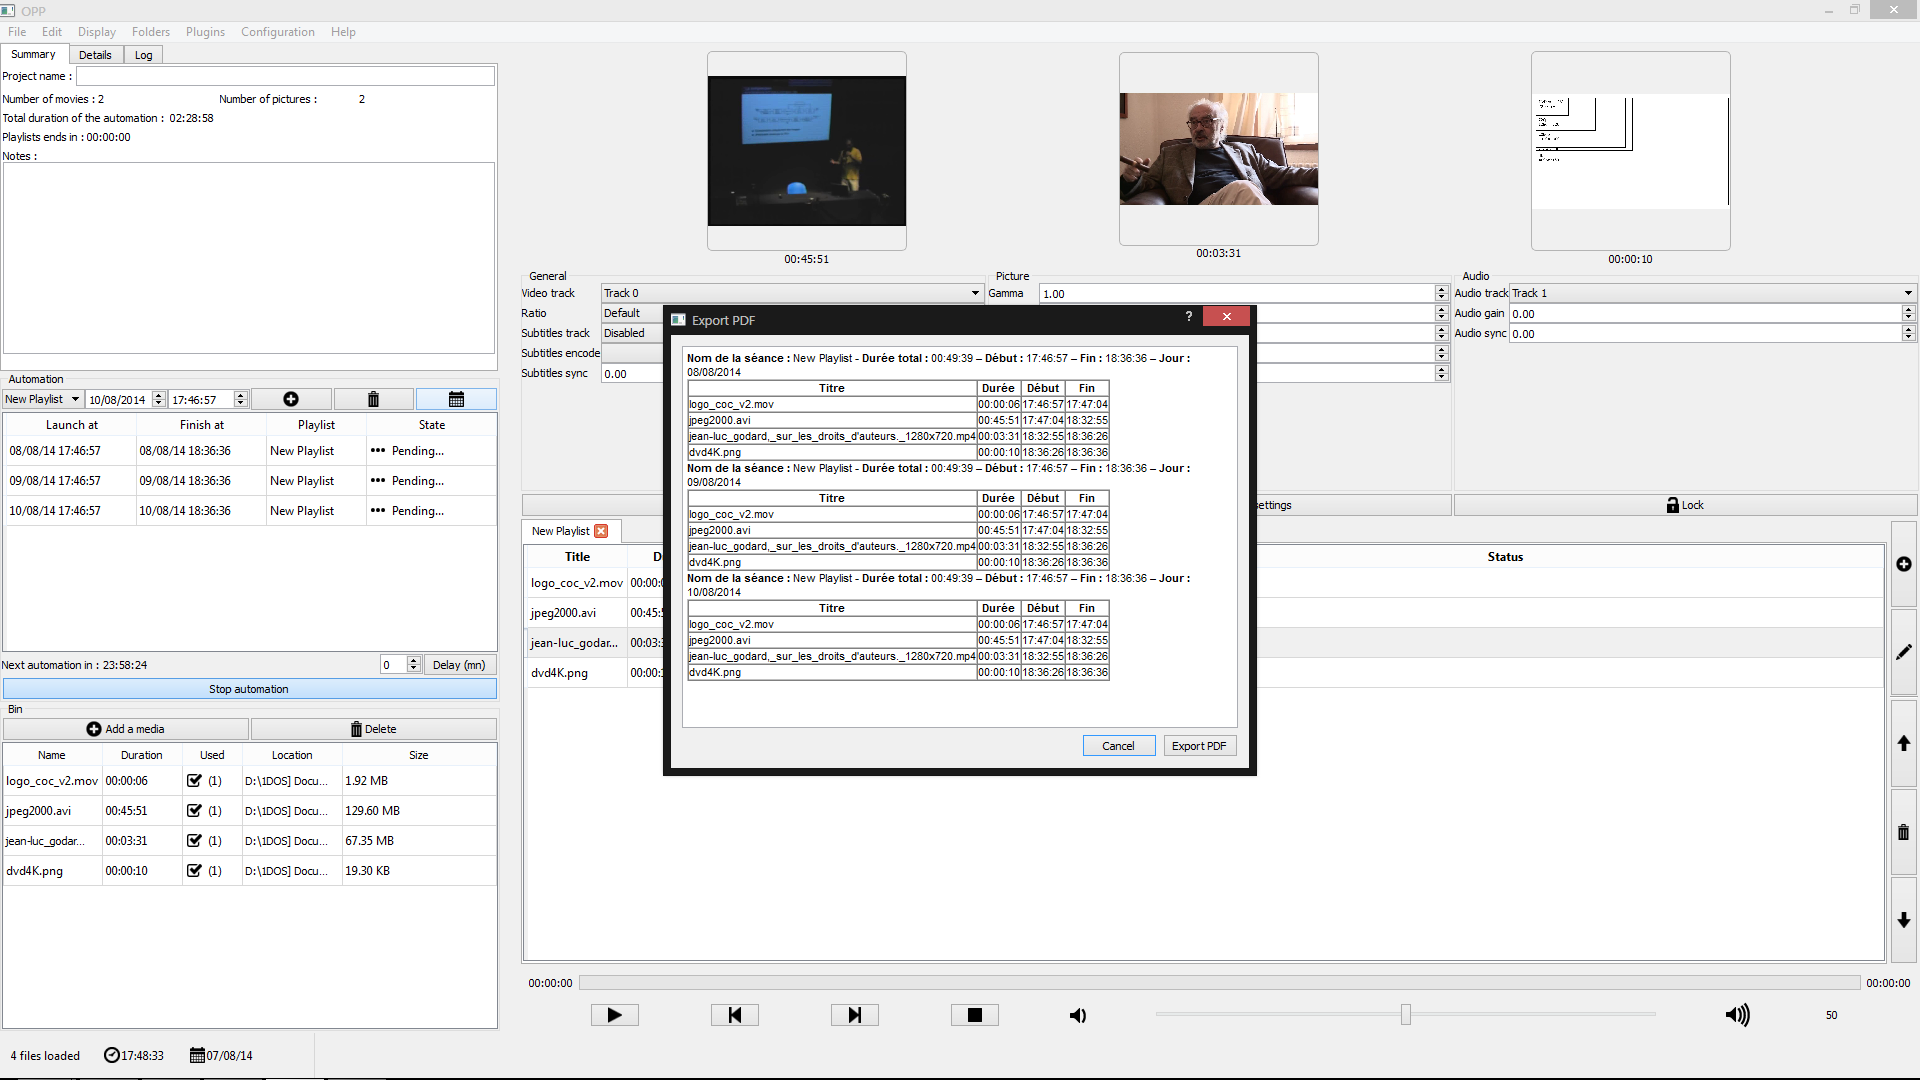 OPP
File Edit Display Folders Plugins Configuration Help
Summary Details Log
Project name :
Number of movies : 2 Number of pictures : 2
Total duration of the automation : 02:28:58
Playlists ends in : 00:00:00
Notes :
00:45:51 00:03:31 00:00:10
General Picture Audio
Video track Track 0 Gamma 1.00 Audio track Track 1
Ratio Default Audio gain 0.00
Subtitles track Disabled Audio sync 0.00
Subtitles encode
Subtitles sync 0.00
Automation
New Playlist 10/08/2014 17:46:57
Launch at Finish at Playlist State
08/08/14 17:46:57 08/08/14 18:36:36 New Playlist Pending...
09/08/14 17:46:57 09/08/14 18:36:36 New Playlist Pending...
10/08/14 17:46:57 10/08/14 18:36:36 New Playlist Pending...
Next automation in : 23:58:24 0 Delay (mn)
Stop automation
Bin
Add a media Delete
Name Duration Used Location Size
logo_coc_v2.mov 00:00:06 (1) D:\1DOS] Docu... 1.92 MB
jpeg2000.avi 00:45:51 (1) D:\1DOS] Docu... 129.60 MB
jean-luc_godar... 00:03:31 (1) D:\1DOS] Docu... 67.35 MB
dvd4K.png 00:00:10 (1) D:\1DOS] Docu... 19.30 KB
4 files loaded 17:48:33 07/08/14
Export PDF ?
Nom de la séance : New Playlist - Durée total : 00:49:39 – Début : 17:46:57 – Fin : 18:36:36 – Jour :
08/08/2014
Titre Durée Début Fin
logo_coc_v2.mov 00:00:06 17:46:57 17:47:04
jpeg2000.avi 00:45:51 17:47:04 18:32:55
jean-luc_godard,_sur_les_droits_d'auteurs._1280x720.mp4 00:03:31 18:32:55 18:36:26
dvd4K.png 00:00:10 18:36:26 18:36:36
Nom de la séance : New Playlist - Durée total : 00:49:39 – Début : 17:46:57 – Fin : 18:36:36 – Jour :
09/08/2014
Titre Durée Début Fin
logo_coc_v2.mov 00:00:06 17:46:57 17:47:04
jpeg2000.avi 00:45:51 17:47:04 18:32:55
jean-luc_godard,_sur_les_droits_d'auteurs._1280x720.mp4 00:03:31 18:32:55 18:36:26
dvd4K.png 00:00:10 18:36:26 18:36:36
Nom de la séance : New Playlist - Durée total : 00:49:39 – Début : 17:46:57 – Fin : 18:36:36 – Jour :
10/08/2014
Titre Durée Début Fin
logo_coc_v2.mov 00:00:06 17:46:57 17:47:04
jpeg2000.avi 00:45:51 17:47:04 18:32:55
jean-luc_godard,_sur_les_droits_d'auteurs._1280x720.mp4 00:03:31 18:32:55 18:36:26
dvd4K.png 00:00:10 18:36:26 18:36:36
Cancel Export PDF
ettings Lock
New Playlist
Title D Status
logo_coc_v2.mov 00:00:
jpeg2000.avi 00:45:
jean-luc_godar... 00:03:
dvd4K.png 00:00:
00:00:00 00:00:00
50